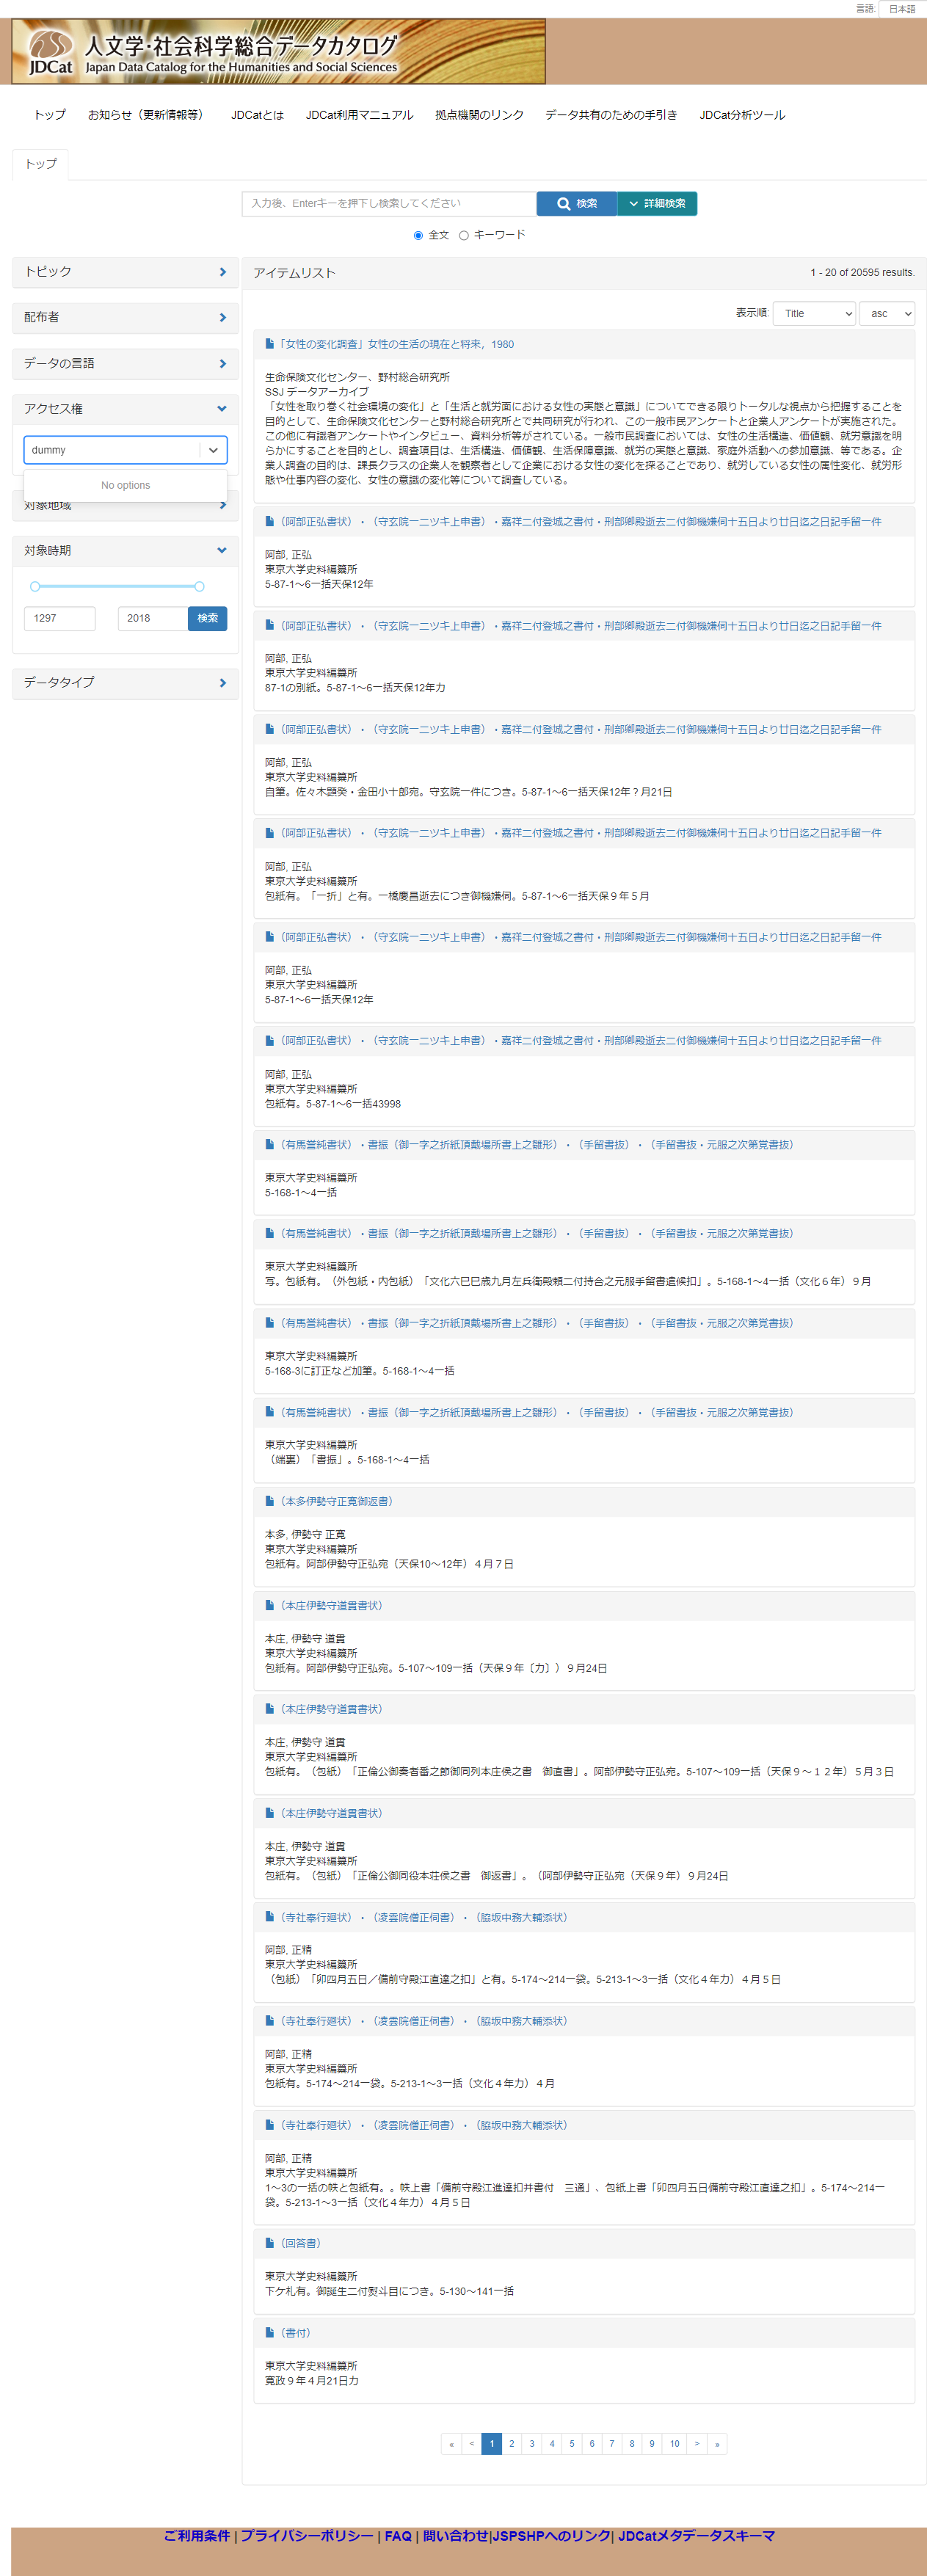 言語: 日本語
JDCat 人文学・社会科学総合データカタログ
Japan Data Catalog for the Humanities and Social Sciences
トップ お知らせ（更新情報等） JDCatとは JDCat利用マニュアル 拠点機関のリンク データ共有のための手引き JDCat分析ツール
トップ
入力後、Enterキーを押下し検索してください 検索 詳細検索
全文 キーワード
トピック
配布者
データの言語
アクセス権
dummy
No options
対象地域
対象時期
1297 2018 検索
データタイプ
アイテムリスト 1 - 20 of 20595 results.
表示順: Title asc
「女性の変化調査」女性の生活の現在と将来，1980
生命保険文化センター、野村総合研究所
SSJ データアーカイブ
「女性を取り巻く社会環境の変化」と「生活と就労面における女性の実態と意識」についてできる限りトータルな視点から把握することを
目的として、生命保険文化センターと野村総合研究所とで共同研究が行われ、この一般市民アンケートと企業人アンケートが実施された。
この他に有識者アンケートやインタビュー、資料分析等がされている。一般市民調査においては、女性の生活構造、価値観、就労意識を明
らかにすることを目的とし、調査項目は、生活構造、価値観、生活保障意識、就労の実態と意識、家庭外活動への参加意識、等である。企
業人調査の目的は、課長クラスの企業人を観察者として企業における女性の変化を探ることであり、就労している女性の属性変化、就労形
態や仕事内容の変化、女性の意識の変化等について調査している。
（阿部正弘書状）・（守玄院一ニツキ上申書）・嘉祥二付登城之書付・刑部卿殿逝去二付御機嫌伺十五日より廿日迄之日記手留一件
阿部, 正弘
東京大学史料編纂所
5-87-1～6一括天保12年
（阿部正弘書状）・（守玄院一ニツキ上申書）・嘉祥二付登城之書付・刑部卿殿逝去二付御機嫌伺十五日より廿日迄之日記手留一件
阿部, 正弘
東京大学史料編纂所
87-1の別紙。5-87-1～6一括天保12年カ
（阿部正弘書状）・（守玄院一ニツキ上申書）・嘉祥二付登城之書付・刑部卿殿逝去二付御機嫌伺十五日より廿日迄之日記手留一件
阿部, 正弘
東京大学史料編纂所
自筆。佐々木顕発・金田小十郎宛。守玄院一件につき。5-87-1～6一括天保12年？月21日
（阿部正弘書状）・（守玄院一ニツキ上申書）・嘉祥二付登城之書付・刑部卿殿逝去二付御機嫌伺十五日より廿日迄之日記手留一件
阿部, 正弘
東京大学史料編纂所
包紙有。「一折」と有。一橋慶昌逝去につき御機嫌伺。5-87-1～6一括天保９年５月
（阿部正弘書状）・（守玄院一ニツキ上申書）・嘉祥二付登城之書付・刑部卿殿逝去二付御機嫌伺十五日より廿日迄之日記手留一件
阿部, 正弘
東京大学史料編纂所
5-87-1～6一括天保12年
（阿部正弘書状）・（守玄院一ニツキ上申書）・嘉祥二付登城之書付・刑部卿殿逝去二付御機嫌伺十五日より廿日迄之日記手留一件
阿部, 正弘
東京大学史料編纂所
包紙有。5-87-1～6一括43998
（有馬誉純書状）・書振（御一字之折紙頂戴場所書上之雛形）・（手留書抜）・（手留書抜・元服之次第覚書抜）
東京大学史料編纂所
5-168-1～4一括
（有馬誉純書状）・書振（御一字之折紙頂戴場所書上之雛形）・（手留書抜）・（手留書抜・元服之次第覚書抜）
東京大学史料編纂所
写。包紙有。（外包紙・内包紙）「文化六巳巳歳九月左兵衛殿頼二付持合之元服手留書遣候扣」。5-168-1～4一括（文化６年）９月
（有馬誉純書状）・書振（御一字之折紙頂戴場所書上之雛形）・（手留書抜）・（手留書抜・元服之次第覚書抜）
東京大学史料編纂所
5-168-3に訂正など加筆。5-168-1～4一括
（有馬誉純書状）・書振（御一字之折紙頂戴場所書上之雛形）・（手留書抜）・（手留書抜・元服之次第覚書抜）
東京大学史料編纂所
（端裏）「書振」。5-168-1～4一括
（本多伊勢守正寛御返書）
本多, 伊勢守 正寛
東京大学史料編纂所
包紙有。阿部伊勢守正弘宛（天保10～12年）４月７日
（本庄伊勢守道貫書状）
本庄, 伊勢守 道貫
東京大学史料編纂所
包紙有。阿部伊勢守正弘宛。5-107～109一括（天保９年〔カ〕）９月24日
（本庄伊勢守道貫書状）
本庄, 伊勢守 道貫
東京大学史料編纂所
包紙有。（包紙）「正倫公御奏者番之節御同列本庄侯之書　御直書」。阿部伊勢守正弘宛。5-107～109一括（天保９～１２年）５月３日
（本庄伊勢守道貫書状）
本庄, 伊勢守 道貫
東京大学史料編纂所
包紙有。（包紙）「正倫公御同役本荘侯之書　御返書」。（阿部伊勢守正弘宛（天保９年）９月24日
（寺社奉行廻状）・（凌雲院僧正伺書）・（脇坂中務大輔添状）
阿部, 正精
東京大学史料編纂所
（包紙）「卯四月五日／備前守殿江直達之扣」と有。5-174～214一袋。5-213-1～3一括（文化４年カ）４月５日
（寺社奉行廻状）・（凌雲院僧正伺書）・（脇坂中務大輔添状）
阿部, 正精
東京大学史料編纂所
包紙有。5-174～214一袋。5-213-1～3一括（文化４年カ）４月
（寺社奉行廻状）・（凌雲院僧正伺書）・（脇坂中務大輔添状）
阿部, 正精
東京大学史料編纂所
1～3の一括の帙と包紙有。。帙上書「備前守殿江進達扣并書付　三通」、包紙上書「卯四月五日備前守殿江直達之扣」。5-174～214一
袋。5-213-1～3一括（文化４年カ）４月５日
（回答書）
東京大学史料編纂所
下ケ札有。御誕生二付熨斗目につき。5-130～141一括
（書付）
東京大学史料編纂所
寛政９年４月21日カ
« < 1 2 3 4 5 6 7 8 9 10 > »
ご利用条件 | プライバシーポリシー | FAQ | 問い合わせ|JSPSHPへのリンク| JDCatメタデータスキーマ